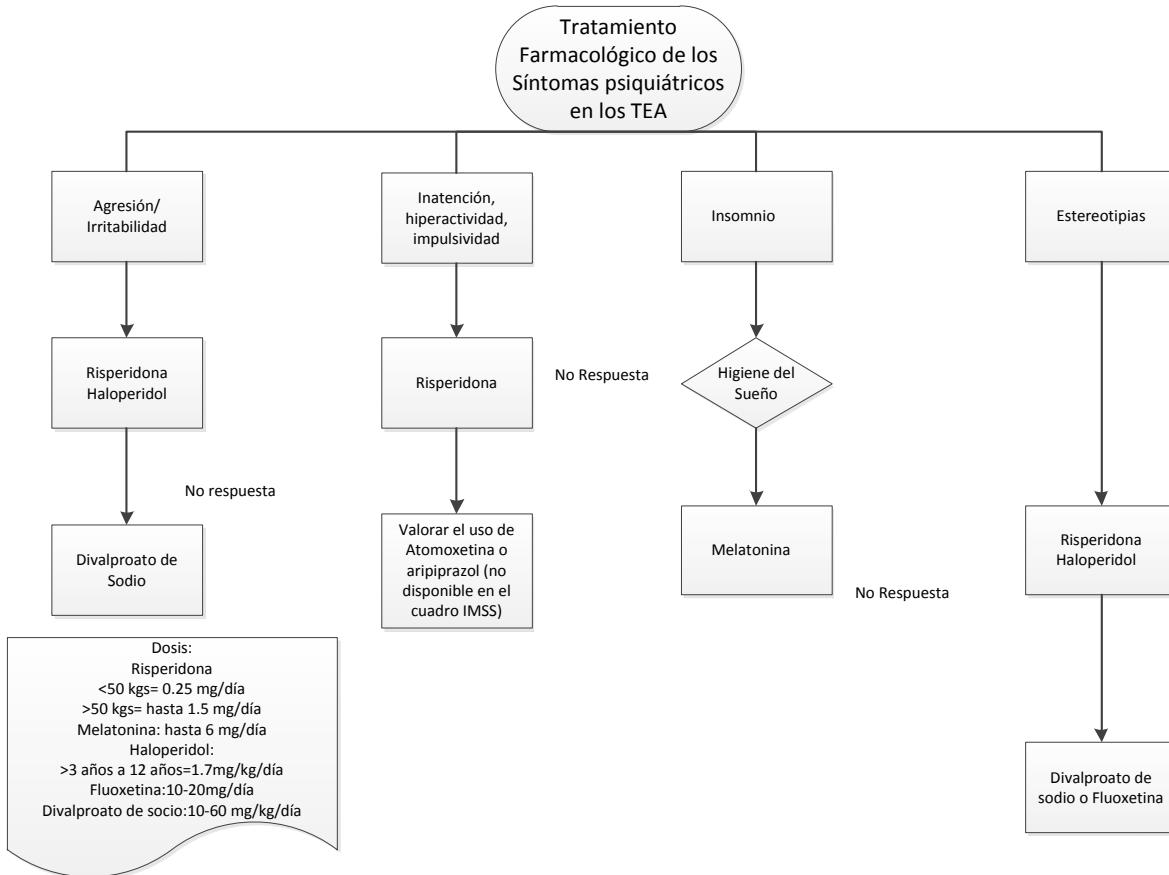 Tratamiento
Farmacológico de los
Síntomas psiquiátricos
en los TEA
Agresión/
Irritabilidad
Inatención,
hiperactividad,
impulsividad
Insomnio
Estereotipias
Risperidona
Haloperidol
Risperidona
No Respuesta
Higiene del
Sueño
No respuesta
Divalproato de
Sodio
Valorar el uso de
Atomoxetina o
aripiprazol (no
disponible en el
cuadro IMSS)
Melatonina
No Respuesta
Risperidona
Haloperidol
Divalproato de
sodio o Fluoxetina
Dosis:
Risperidona
<50 kgs= 0.25 mg/día
>50 kgs= hasta 1.5 mg/día
Melatonina: hasta 6 mg/día
Haloperidol:
>3 años a 12 años=1.7mg/kg/día
Fluoxetina:10-20mg/día
Divalproato de socio:10-60 mg/kg/día